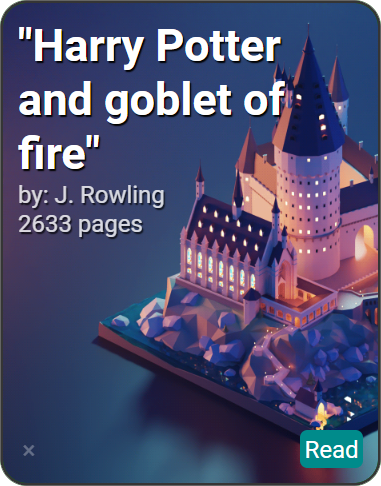 "Harry Potter
and goblet of
fire"
by: J. Rowling
2633 pages
×
Read